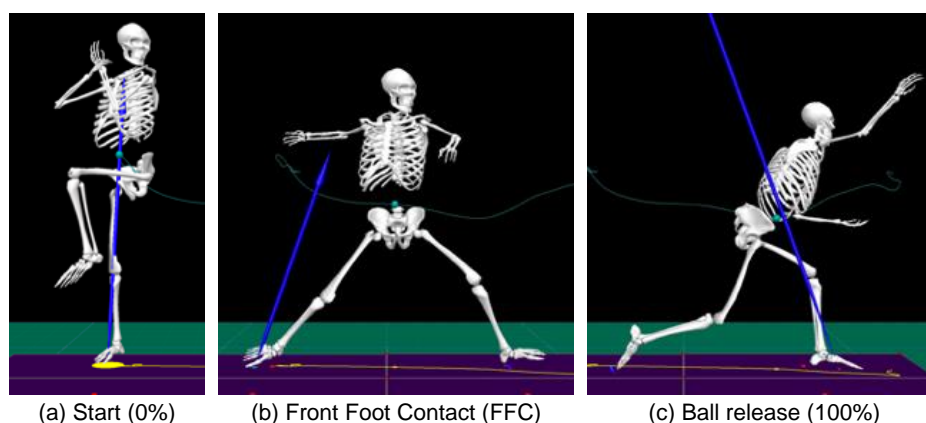 (a) Start (0%)
(b) Front Foot Contact (FFC)
(c) Ball release (100%)